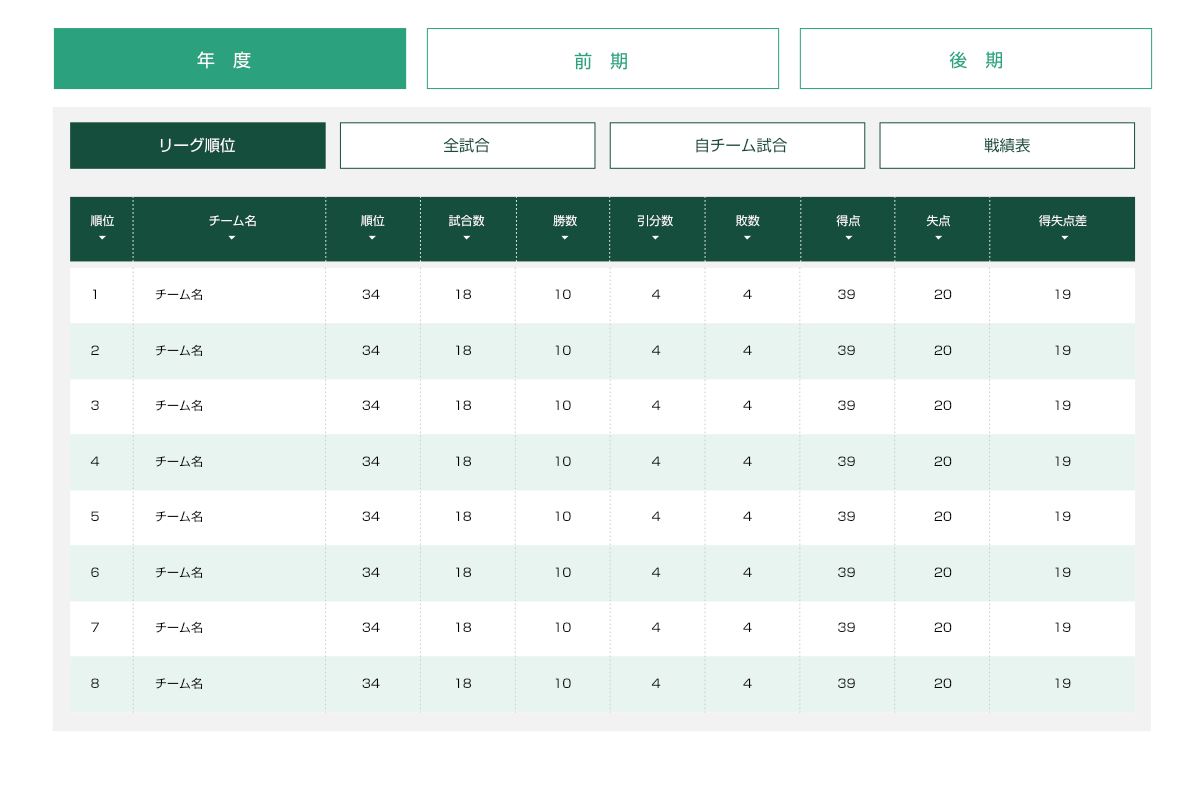 年　度　前　期　後　期
リーグ順位　全試合　自チーム試合　戦績表
順位　チーム名　順位　試合数　勝数　引分数　敗数　得点　失点　得失点差
1　チーム名　34　18　10　4　4　39　20　19
2　チーム名　34　18　10　4　4　39　20　19
3　チーム名　34　18　10　4　4　39　20　19
4　チーム名　34　18　10　4　4　39　20　19
5　チーム名　34　18　10　4　4　39　20　19
6　チーム名　34　18　10　4　4　39　20　19
7　チーム名　34　18　10　4　4　39　20　19
8　チーム名　34　18　10　4　4　39　20　19